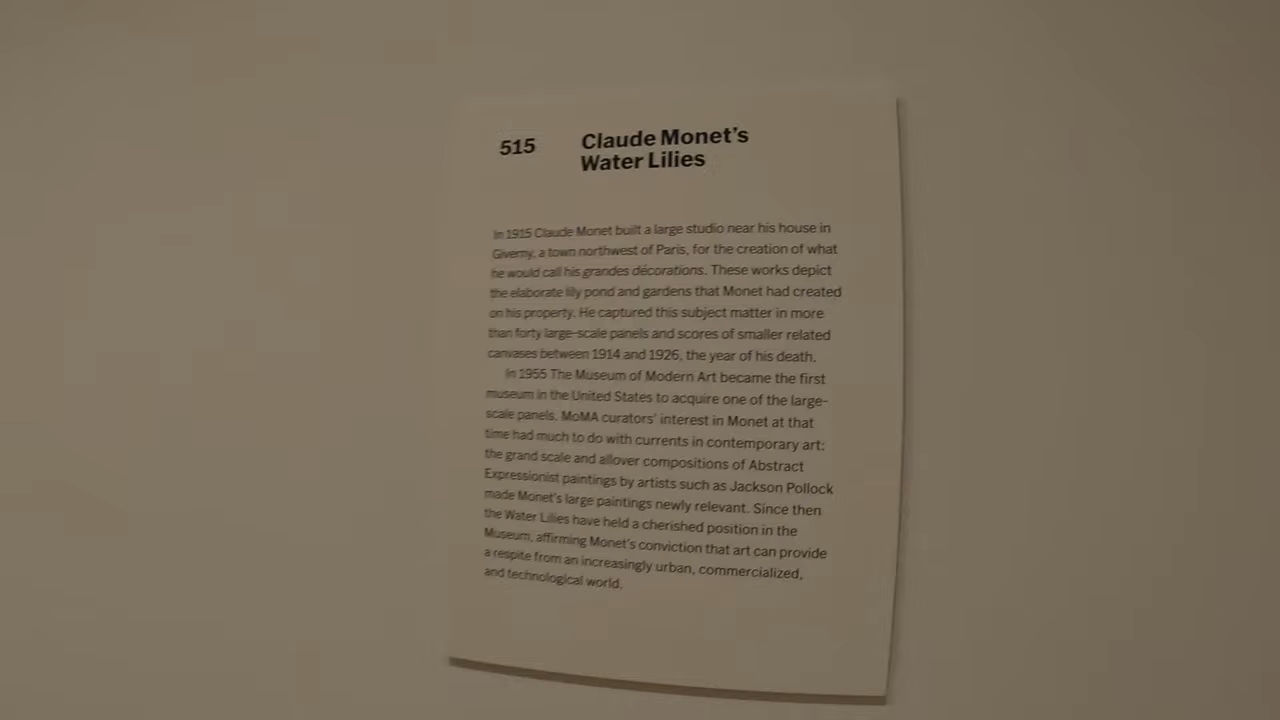 515
Claude Monet's
Water Lilies
In 1915 Claude Monet built a large studio near his house in
Giverny, a town northwest of Paris, for the creation of what
he would call his grandes décorations. These works depict
the elaborate lily pond and gardens that Monet had created
on his property. He captured this subject matter in more
than forty large-scale panels and scores of smaller related
canvases between 1914 and 1926, the year of his death.
In 1955 The Museum of Modern Art became the first
museum in the United States to acquire one of the large-
scale panels. MoMA curators' interest in Monet at that
time had much to do with currents in contemporary art:
the grand scale and allover compositions of Abstract
Expressionist paintings by artists such as Jackson Pollock
made Monet's large paintings newly relevant. Since then
the Water Lilies have held a cherished position in the
Museum, affirming Monet's conviction that art can provide
a respite from an increasingly urban, commercialized,
and technological world.